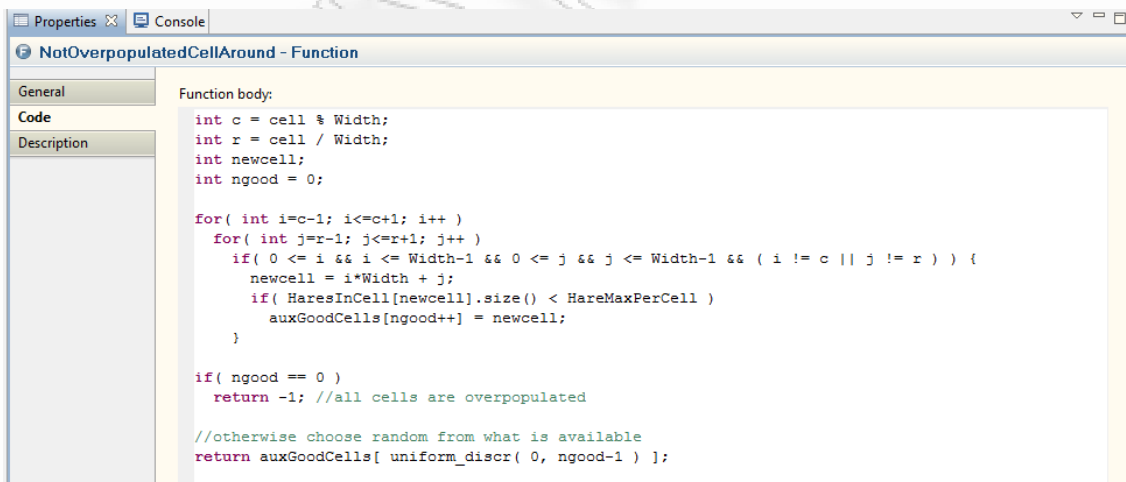 Properties Console
NotOverpopulatedCellAround - Function
General
Code
Description
Function body:
int c = cell % Width;
int r = cell / Width;
int newcell;
int ngood = 0;
for( int i=c-1; i<=c+1; i++ )
for( int j=r-1; j<=r+1; j++ )
if( 0 <= i && i <= Width-1 && 0 <= j && j <= Width-1 && ( i != c || j != r ) ) {
newcell = i*Width + j;
if( HaresInCell[newcell].size() < HareMaxPerCell )
auxGoodCells[ngood++] = newcell;
}
if( ngood == 0 )
return -1; //all cells are overpopulated
//otherwise choose random from what is available
return auxGoodCells[ uniform_discr( 0, ngood-1 ) ];